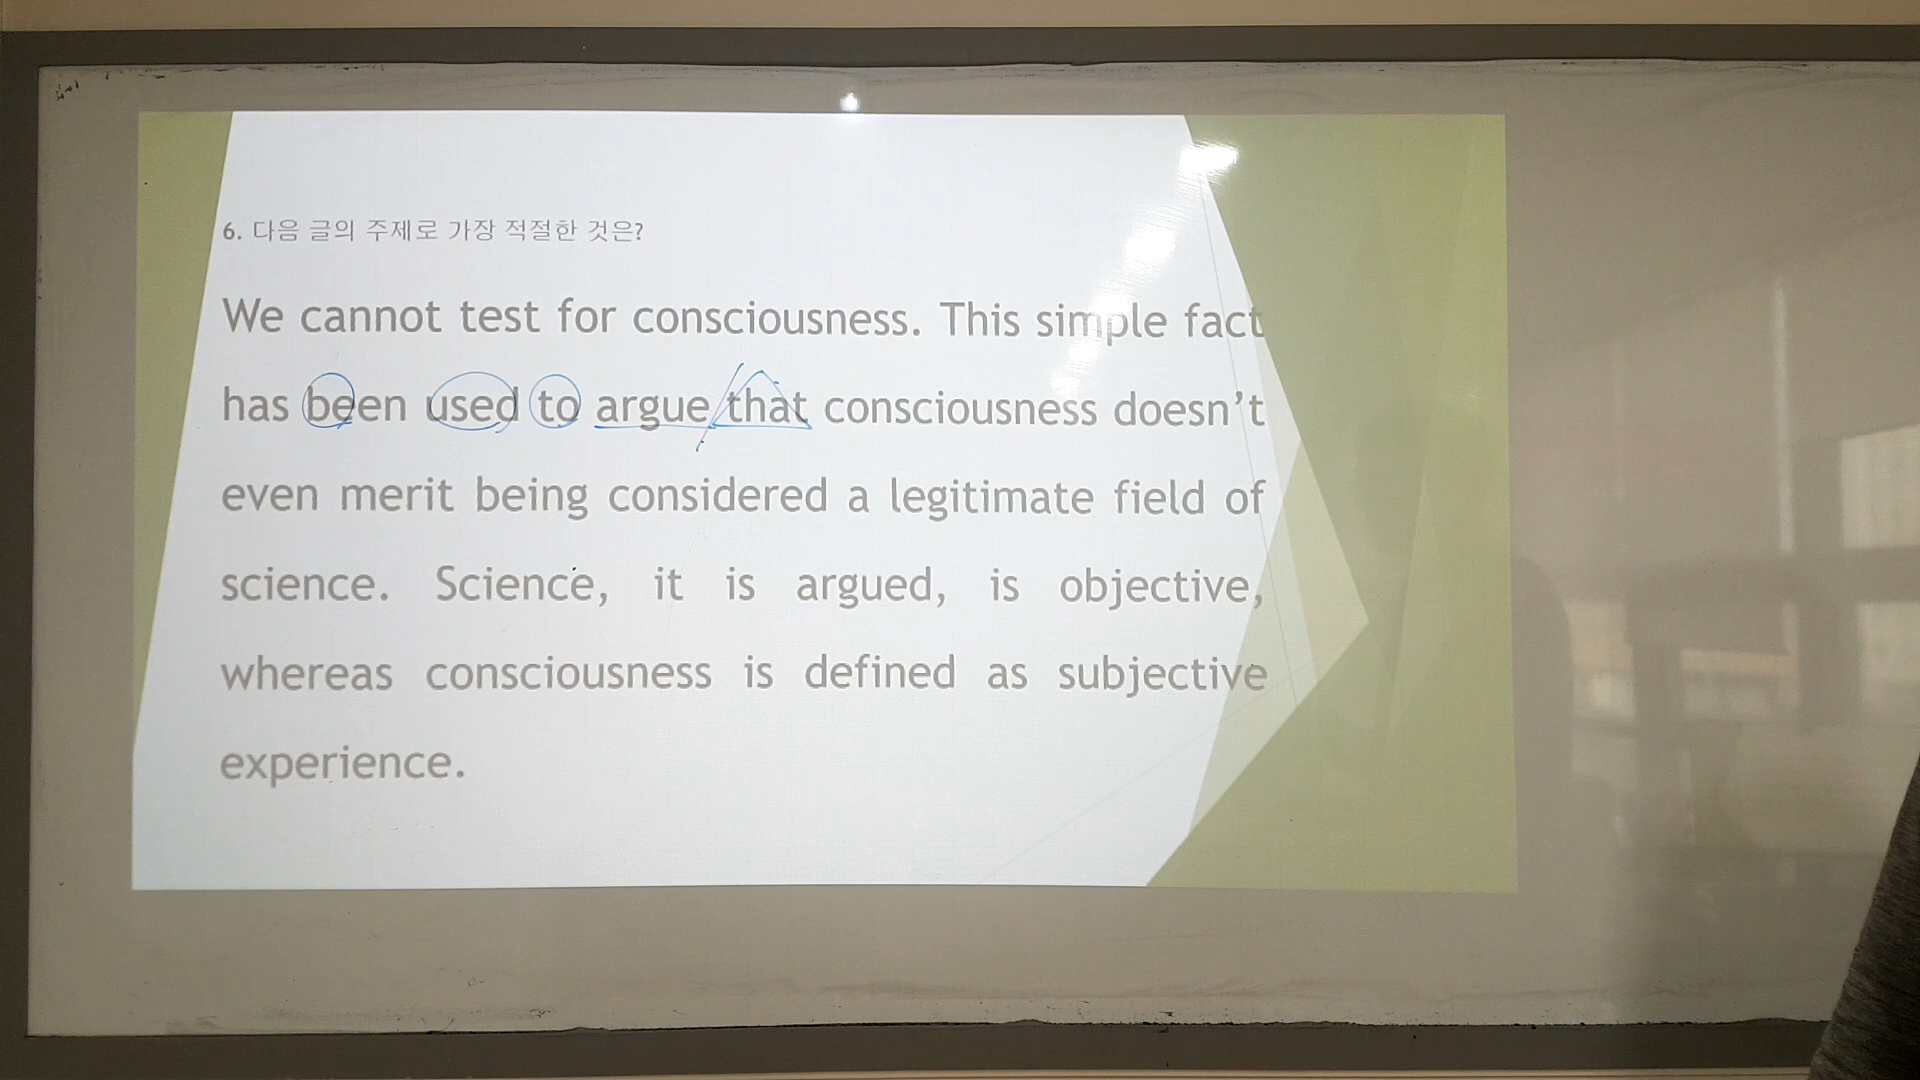 6. 다음 글의 주제로 가장 적절한 것은?
We cannot test for consciousness. This simple fact
has been used to argue that consciousness doesn't
even merit being considered a legitimate field of
science. Science, it is argued, is objective,
whereas consciousness is defined as subjective
experience.